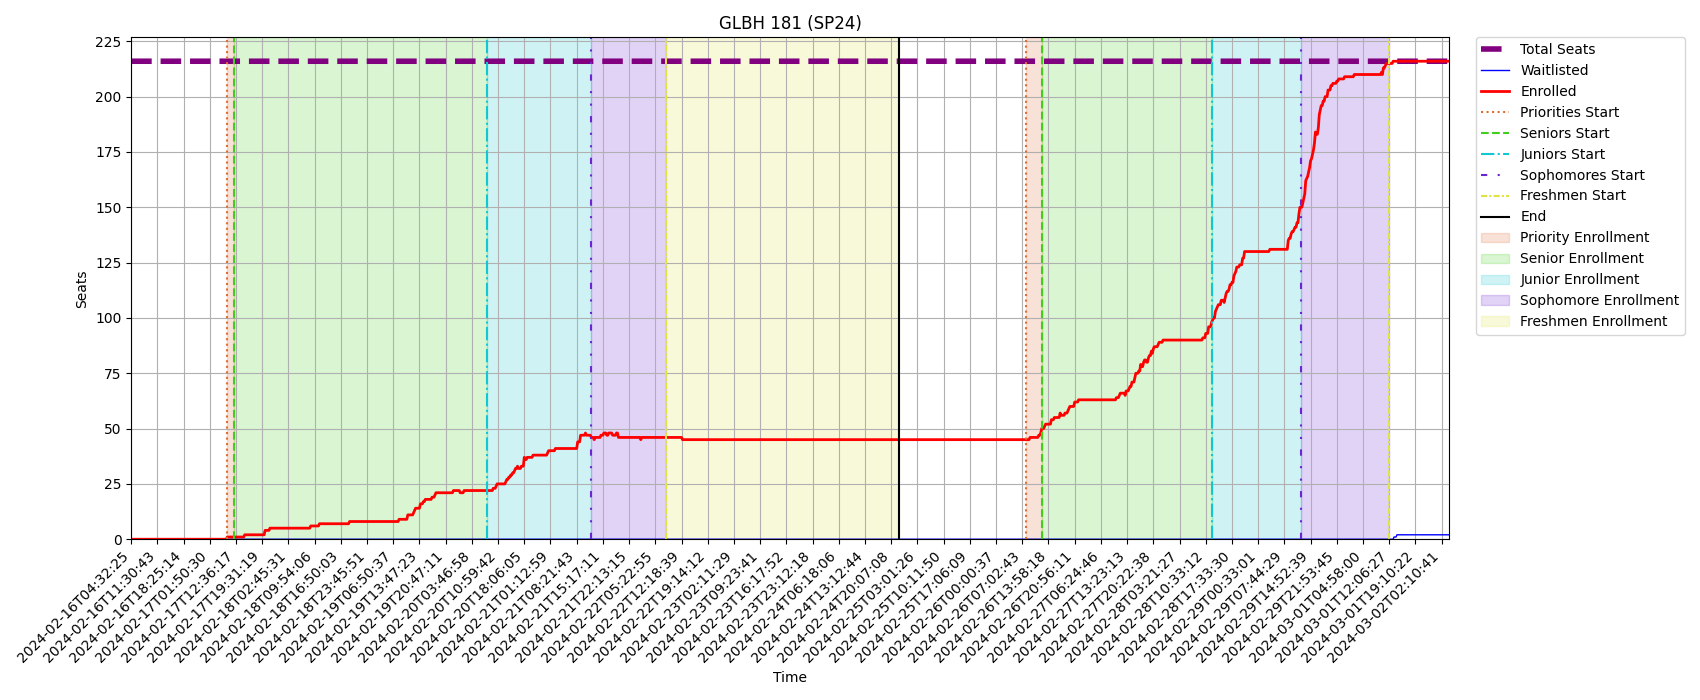 GLBH 181 (SP24)
225
200
175
150
125
100
75
50
25
0
Seats
2024-02-16T04:32:25
2024-02-16T11:30:43
2024-02-16T18:25:14
2024-02-17T01:50:30
2024-02-17T12:36:17
2024-02-17T19:31:19
2024-02-18T02:45:31
2024-02-18T09:54:06
2024-02-18T16:50:03
2024-02-18T23:45:51
2024-02-19T06:50:37
2024-02-19T13:47:23
2024-02-19T20:47:11
2024-02-20T03:46:58
2024-02-20T10:59:42
2024-02-20T18:06:05
2024-02-21T01:12:59
2024-02-21T08:21:43
2024-02-21T15:17:11
2024-02-21T22:13:15
2024-02-22T05:22:55
2024-02-22T12:18:39
2024-02-22T19:14:12
2024-02-23T02:11:29
2024-02-23T09:23:41
2024-02-23T16:17:52
2024-02-23T23:12:18
2024-02-24T06:18:06
2024-02-24T13:12:44
2024-02-24T20:07:08
2024-02-25T03:01:26
2024-02-25T10:11:50
2024-02-25T17:06:09
2024-02-26T00:00:37
2024-02-26T07:02:43
2024-02-26T13:58:18
2024-02-26T20:56:11
2024-02-27T06:24:46
2024-02-27T13:23:13
2024-02-27T20:22:38
2024-02-28T03:21:27
2024-02-28T10:33:12
2024-02-28T17:33:30
2024-02-29T00:33:01
2024-02-29T07:44:29
2024-02-29T14:52:39
2024-02-29T21:53:45
2024-03-01T04:58:00
2024-03-01T12:06:27
2024-03-01T19:10:22
2024-03-02T02:10:41
Time
Total Seats
Waitlisted
Enrolled
Priorities Start
Seniors Start
Juniors Start
Sophomores Start
Freshmen Start
End
Priority Enrollment
Senior Enrollment
Junior Enrollment
Sophomore Enrollment
Freshmen Enrollment